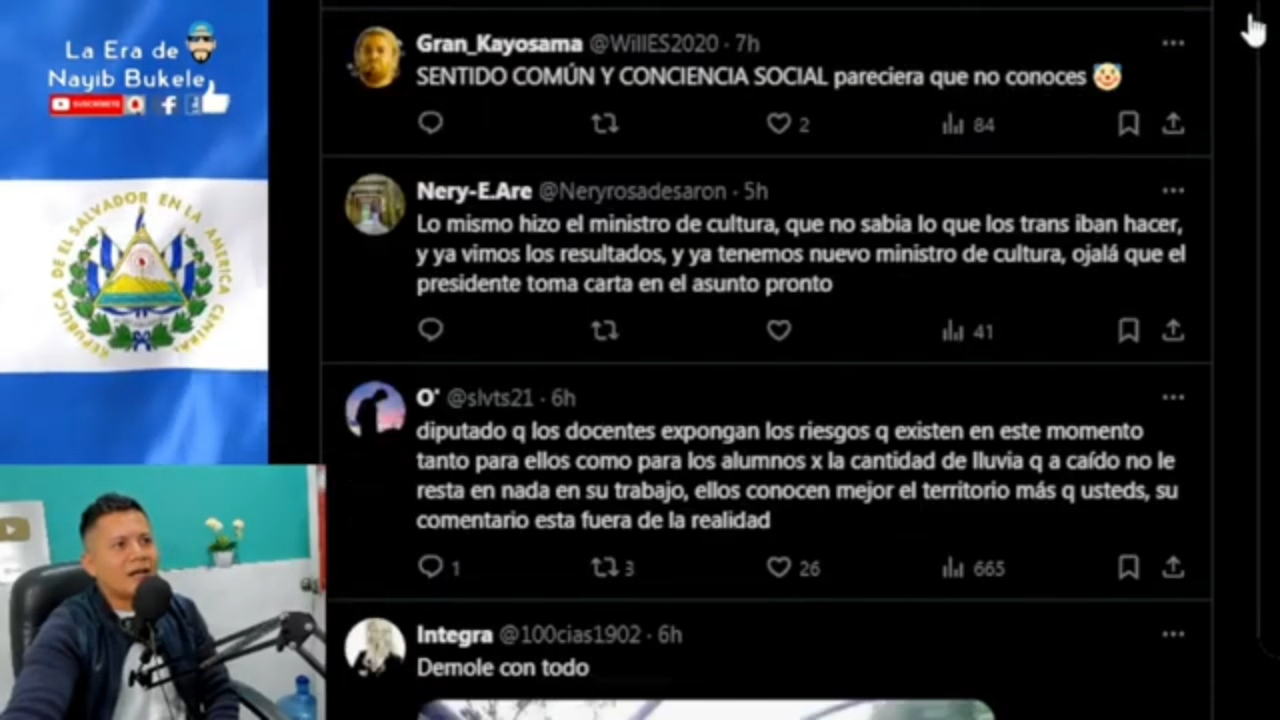 La Era de
Nayib Bukele
SUSCRIBETE
DE EL SALVADOR EN LA AMERICA CENTRAL
REPUBLICA
Gran_Kayosama @WillES2020 · 7h
SENTIDO COMÚN Y CONCIENCIA SOCIAL pareciera que no conoces 🤡
2 84
Nery-E.Are @Neryrosadesaron · 5h
Lo mismo hizo el ministro de cultura, que no sabia lo que los trans iban hacer,
y ya vimos los resultados, y ya tenemos nuevo ministro de cultura, ojalá que el
presidente toma carta en el asunto pronto
41
O' @slvts21 · 6h
diputado q los docentes expongan los riesgos q existen en este momento
tanto para ellos como para los alumnos x la cantidad de lluvia q a caído no le
resta en nada en su trabajo, ellos conocen mejor el territorio más q usteds, su
comentario esta fuera de la realidad
1 3 26 665
Integra @100cias1902 · 6h
Demole con todo